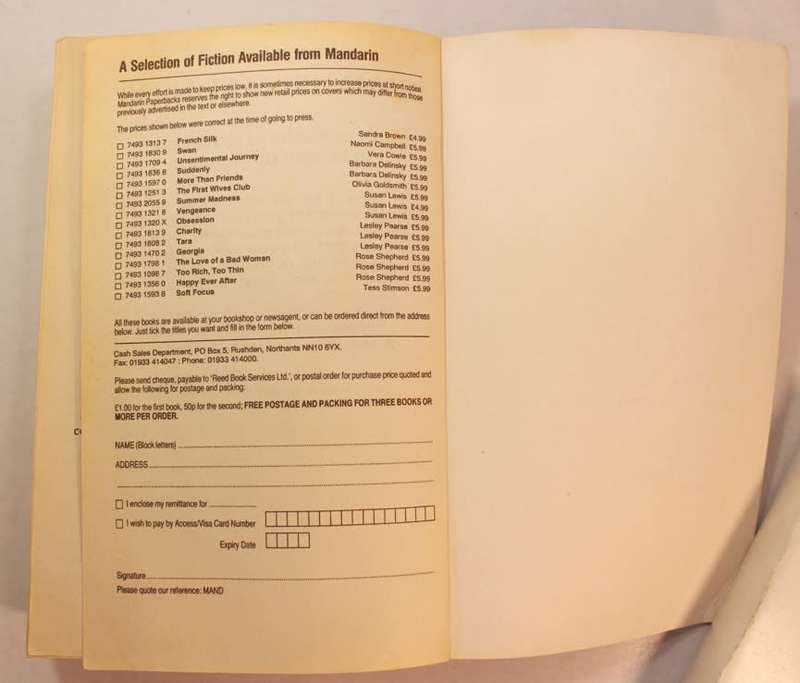 A Selection of Fiction Available from Mandarin
While every effort is made to keep prices low, it is sometimes necessary to increase prices at short notice.
Mandarin Paperbacks reserves the right to show new retail prices on covers which may differ from those
previously advertised in the text or elsewhere.
The prices shown below were correct at the time of going to press.
7493 1313 7 French Silk Sandra Brown £4.99
7493 1830 9 Swan Naomi Campbell £5.99
7493 1709 4 Unsentimental Journey Vera Cowie £5.99
7493 1836 8 Suddenly Barbara Delinsky £5.99
7493 1597 0 More Than Friends Barbara Delinsky £5.99
7493 1251 3 The First Wives Club Olivia Goldsmith £5.99
7493 2055 9 Summer Madness Susan Lewis £5.99
7493 1321 8 Vengeance Susan Lewis £4.99
7493 1320 X Obsession Susan Lewis £5.99
7493 1813 9 Charity Lesley Pearse £5.99
7493 1808 2 Tara Lesley Pearse £5.99
7493 1470 2 Georgia Lesley Pearse £5.99
7493 1798 1 The Love of a Bad Woman Rose Shepherd £5.99
7493 1098 7 Too Rich, Too Thin Rose Shepherd £5.99
7493 1356 0 Happy Ever After Rose Shepherd £5.99
7493 1593 8 Soft Focus Tess Stimson £5.99
All these books are available at your bookshop or newsagent, or can be ordered direct from the address
below. Just tick the titles you want and fill in the form below.
Cash Sales Department, PO Box 5, Rushden, Northants NN10 6YX.
Fax: 01933 414047 : Phone: 01933 414000.
Please send cheque, payable to 'Reed Book Services Ltd.', or postal order for purchase price quoted and
allow the following for postage and packing:
£1.00 for the first book, 50p for the second; FREE POSTAGE AND PACKING FOR THREE BOOKS OR
MORE PER ORDER.
NAME (Block letters)
ADDRESS
I enclose my remittance for
I wish to pay by Access/Visa Card Number
Expiry Date
Signature
Please quote our reference: MAND